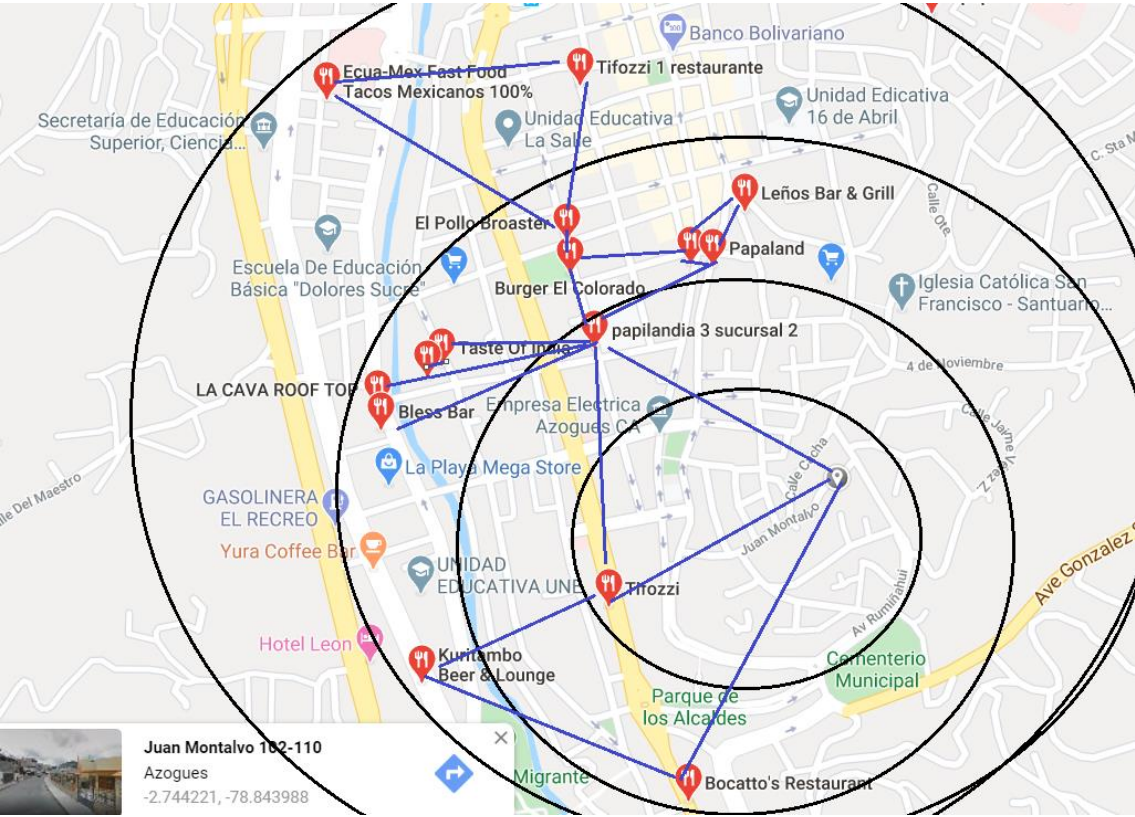 Banco Bolivariano
Ecua-Mex Fast Food
Tacos Mexicanos 100%
Tifozzi 1 restaurante
Unidad Edicativa
16 de Abril
Secretaría de Educación
Superior, Ciencia...
Unidad Educativa
La Salle
C. Sta M
Leños Bar & Grill
Calle Ote.
El Pollo Broaster
Papaland
Escuela De Educación
Básica "Dolores Sucre"
Burger El Colorado
Iglesia Católica San
Francisco - Santuario...
papilandia 3 sucursal 2
Taste Of India
4 de Noviembre
LA CAVA ROOF TOP
Bless Bar
Empresa Electrica
Azogues CA
Calle Jaime V
La Playa Mega Store
Calle Cacha
lle Del Maestro
GASOLINERA
EL RECREO
Juan Montalvo
Yura Coffee Bar
UNIDAD
EDUCATIVA UNE
Tifozzi
Ave Gonzalez S
Av Rumiñahui
Hotel Leon
Kuritambo
Beer & Lounge
Cementerio
Municipal
Parque de
los Alcaldes
Juan Montalvo 102-110
Azogues
-2.744221, -78.843988
Migrante
Bocatto's Restaurant